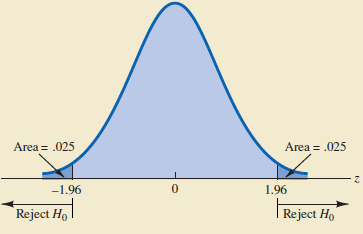 Area = .025
Area = .025
z
–1.96
0
1.96
Reject H0
Reject H0